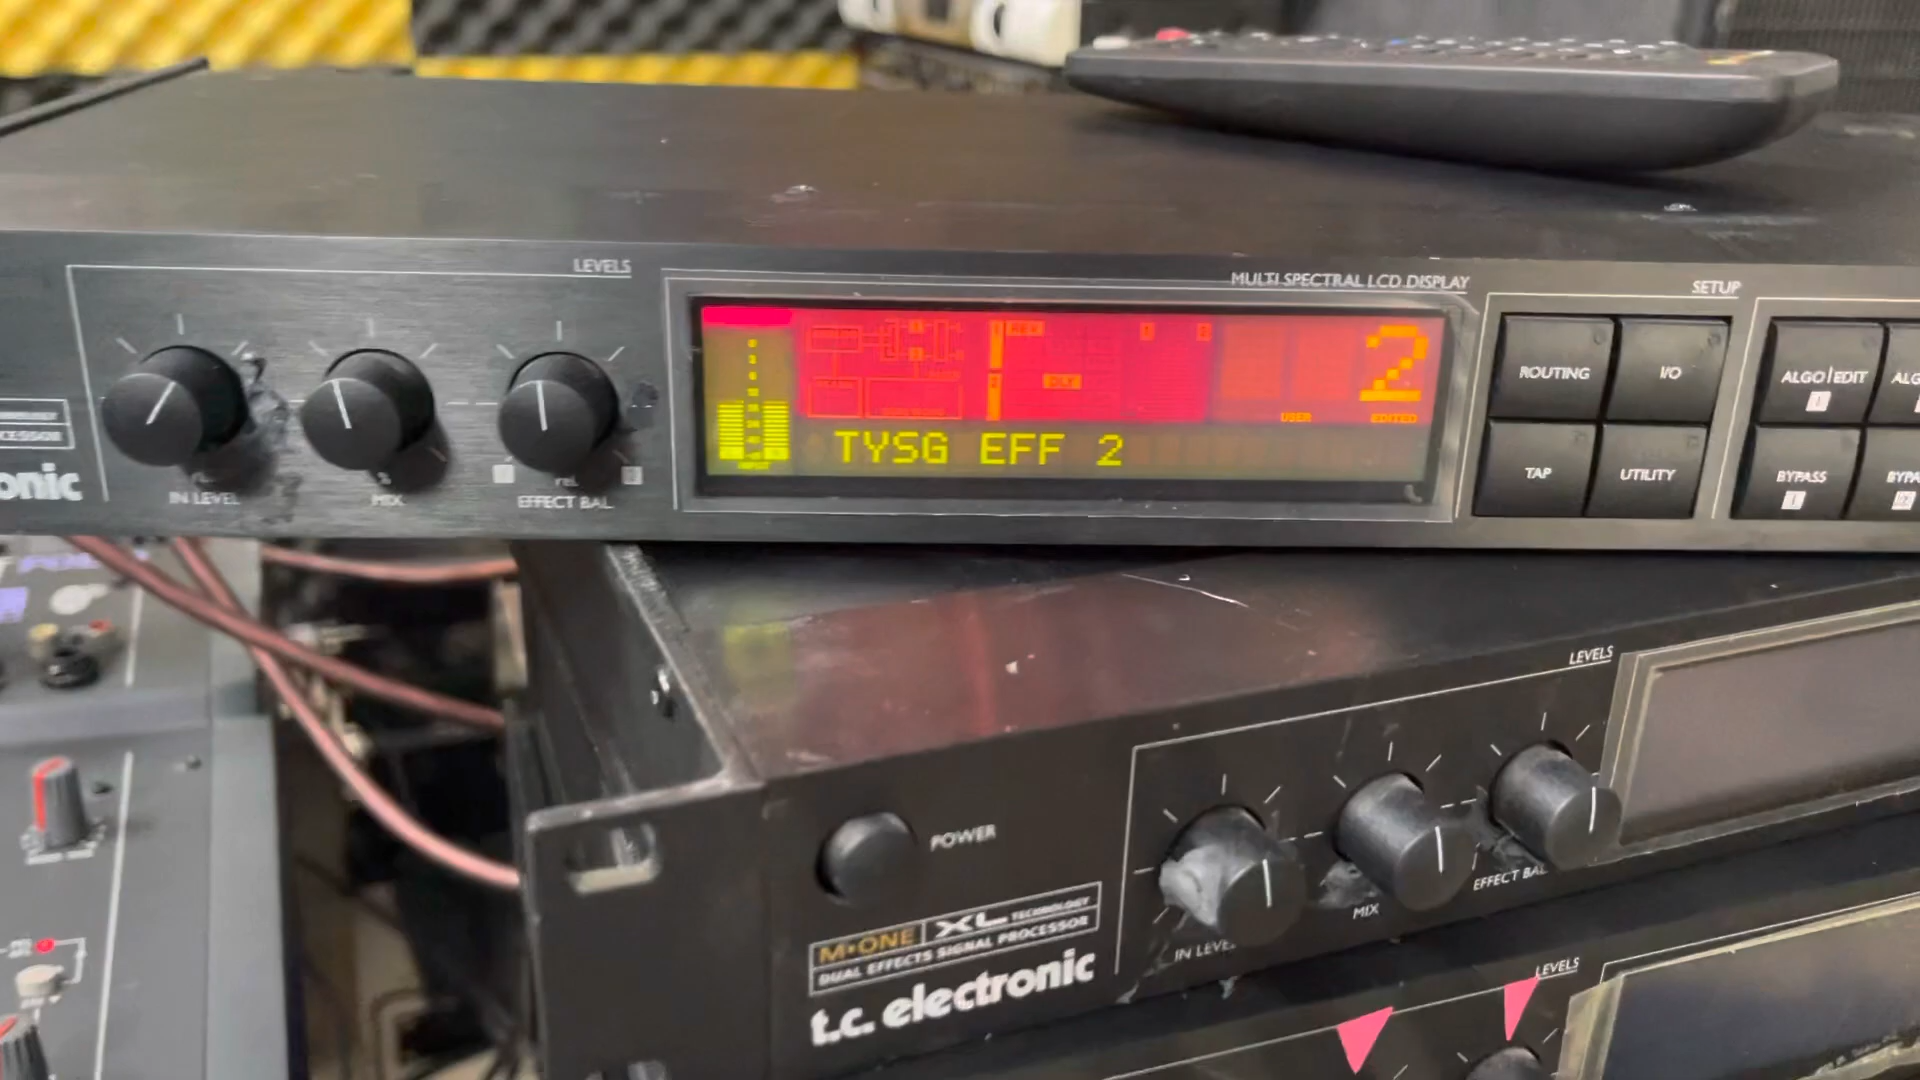 LEVELS
MULTI SPECTRAL LCD DISPLAY
SETUP
2
USER
EDITED
INPUT
TYSG EFF 2
ROUTING
I/O
TAP
UTILITY
ALGO|EDIT
BYPASS
IN LEVEL
MIX
EFFECT BAL
onic
LEVELS
POWER
M·ONE XL TECHNOLOGY
DUAL EFFECTS SIGNAL PROCESSOR
t.c. electronic
IN LEVEL
MIX
EFFECT BAL
LEVELS